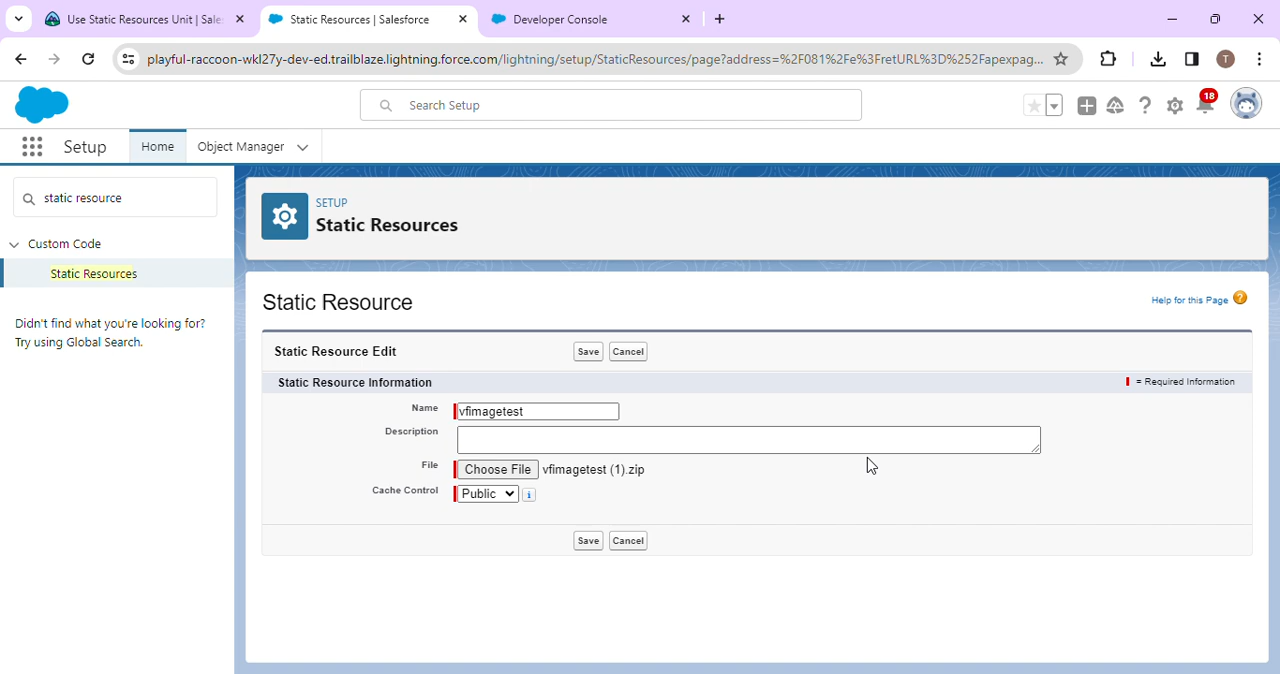 Use Static Resources Unit | Sale
Static Resources | Salesforce
Developer Console
playful-raccoon-wkl27y-dev-ed.trailblaze.lightning.force.com/lightning/setup/StaticResources/page?address=%2F081%2Fe%3FretURL%3D%252Fapexpag...
T
Search Setup
18
Setup
Home
Object Manager
static resource
Custom Code
Static Resources
Didn't find what you're looking for?
Try using Global Search.
SETUP
Static Resources
Static Resource
Help for this Page ?
Static Resource Edit
Save
Cancel
Static Resource Information
= Required Information
Name
vfimagetest
Description
File
Choose File
vfimagetest (1).zip
Cache Control
Public
i
Save
Cancel